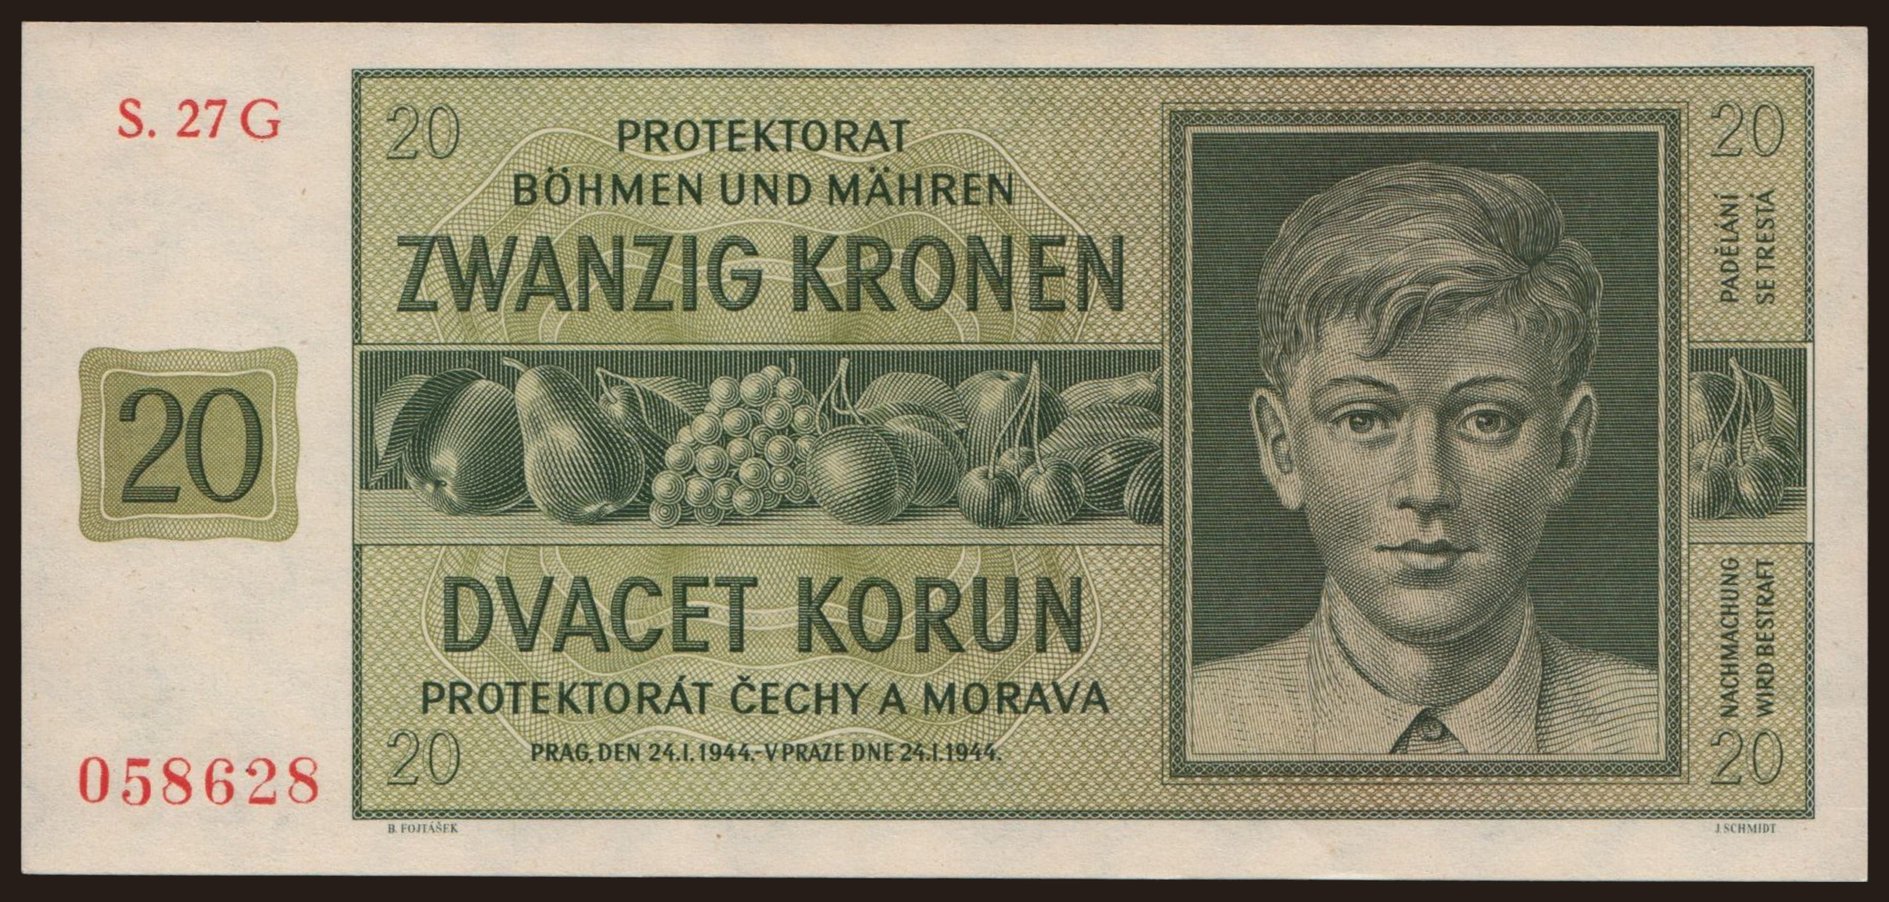 S. 27 G
20
20
PROTEKTORAT
BÖHMEN UND MÄHREN
ZWANZIG KRONEN
20
DVACET KORUN
PROTEKTORÁT ČECHY A MORAVA
20
PRAG, DEN 24.I.1944.-V PRAZE DNE 24.I.1944.
058628
PADĚLÁNÍ
SE TRESTÁ
NACHMACHUNG
WIRD BESTRAFT
20
B. FOJTÁŠEK
J. SCHMIDT